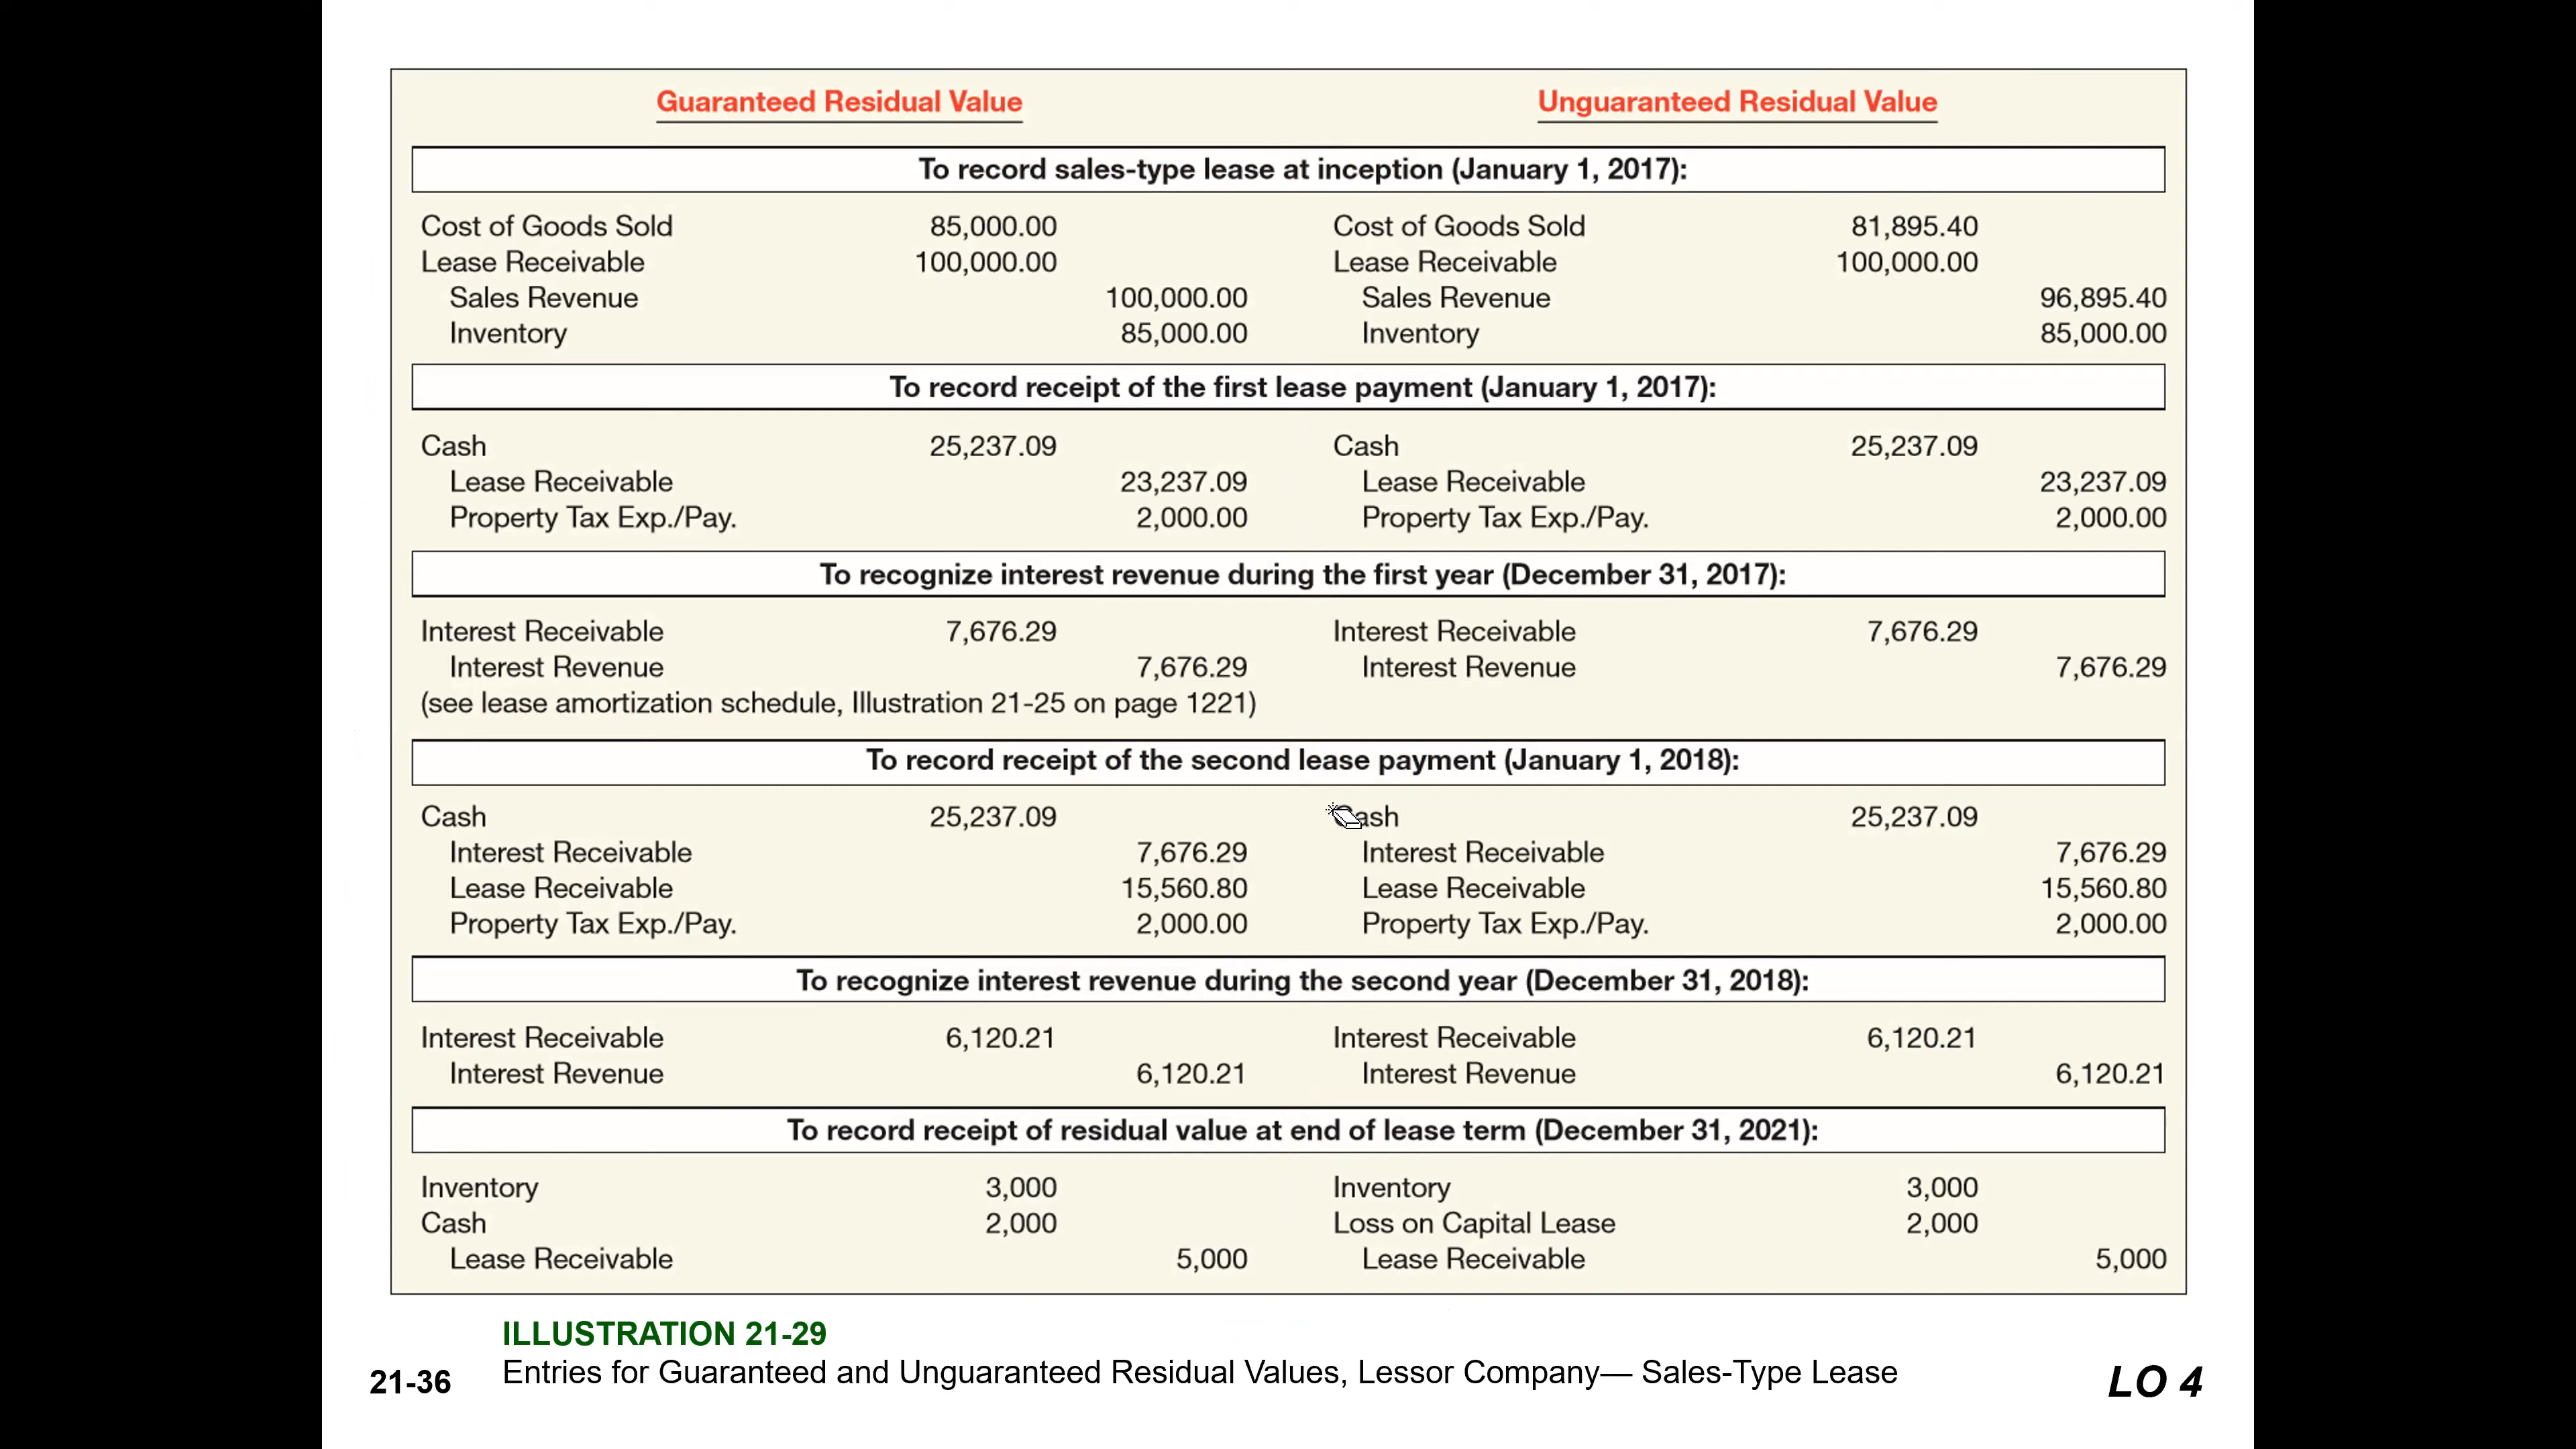 Guaranteed Residual Value Unguaranteed Residual Value
To record sales-type lease at inception (January 1, 2017):
Cost of Goods Sold 85,000.00 Cost of Goods Sold 81,895.40
Lease Receivable 100,000.00 Lease Receivable 100,000.00
Sales Revenue 100,000.00 Sales Revenue 96,895.40
Inventory 85,000.00 Inventory 85,000.00
To record receipt of the first lease payment (January 1, 2017):
Cash 25,237.09 Cash 25,237.09
Lease Receivable 23,237.09 Lease Receivable 23,237.09
Property Tax Exp./Pay. 2,000.00 Property Tax Exp./Pay. 2,000.00
To recognize interest revenue during the first year (December 31, 2017):
Interest Receivable 7,676.29 Interest Receivable 7,676.29
Interest Revenue 7,676.29 Interest Revenue 7,676.29
(see lease amortization schedule, Illustration 21-25 on page 1221)
To record receipt of the second lease payment (January 1, 2018):
Cash 25,237.09 Cash 25,237.09
Interest Receivable 7,676.29 Interest Receivable 7,676.29
Lease Receivable 15,560.80 Lease Receivable 15,560.80
Property Tax Exp./Pay. 2,000.00 Property Tax Exp./Pay. 2,000.00
To recognize interest revenue during the second year (December 31, 2018):
Interest Receivable 6,120.21 Interest Receivable 6,120.21
Interest Revenue 6,120.21 Interest Revenue 6,120.21
To record receipt of residual value at end of lease term (December 31, 2021):
Inventory 3,000 Inventory 3,000
Cash 2,000 Loss on Capital Lease 2,000
Lease Receivable 5,000 Lease Receivable 5,000
ILLUSTRATION 21-29
21-36 Entries for Guaranteed and Unguaranteed Residual Values, Lessor Company— Sales-Type Lease LO 4